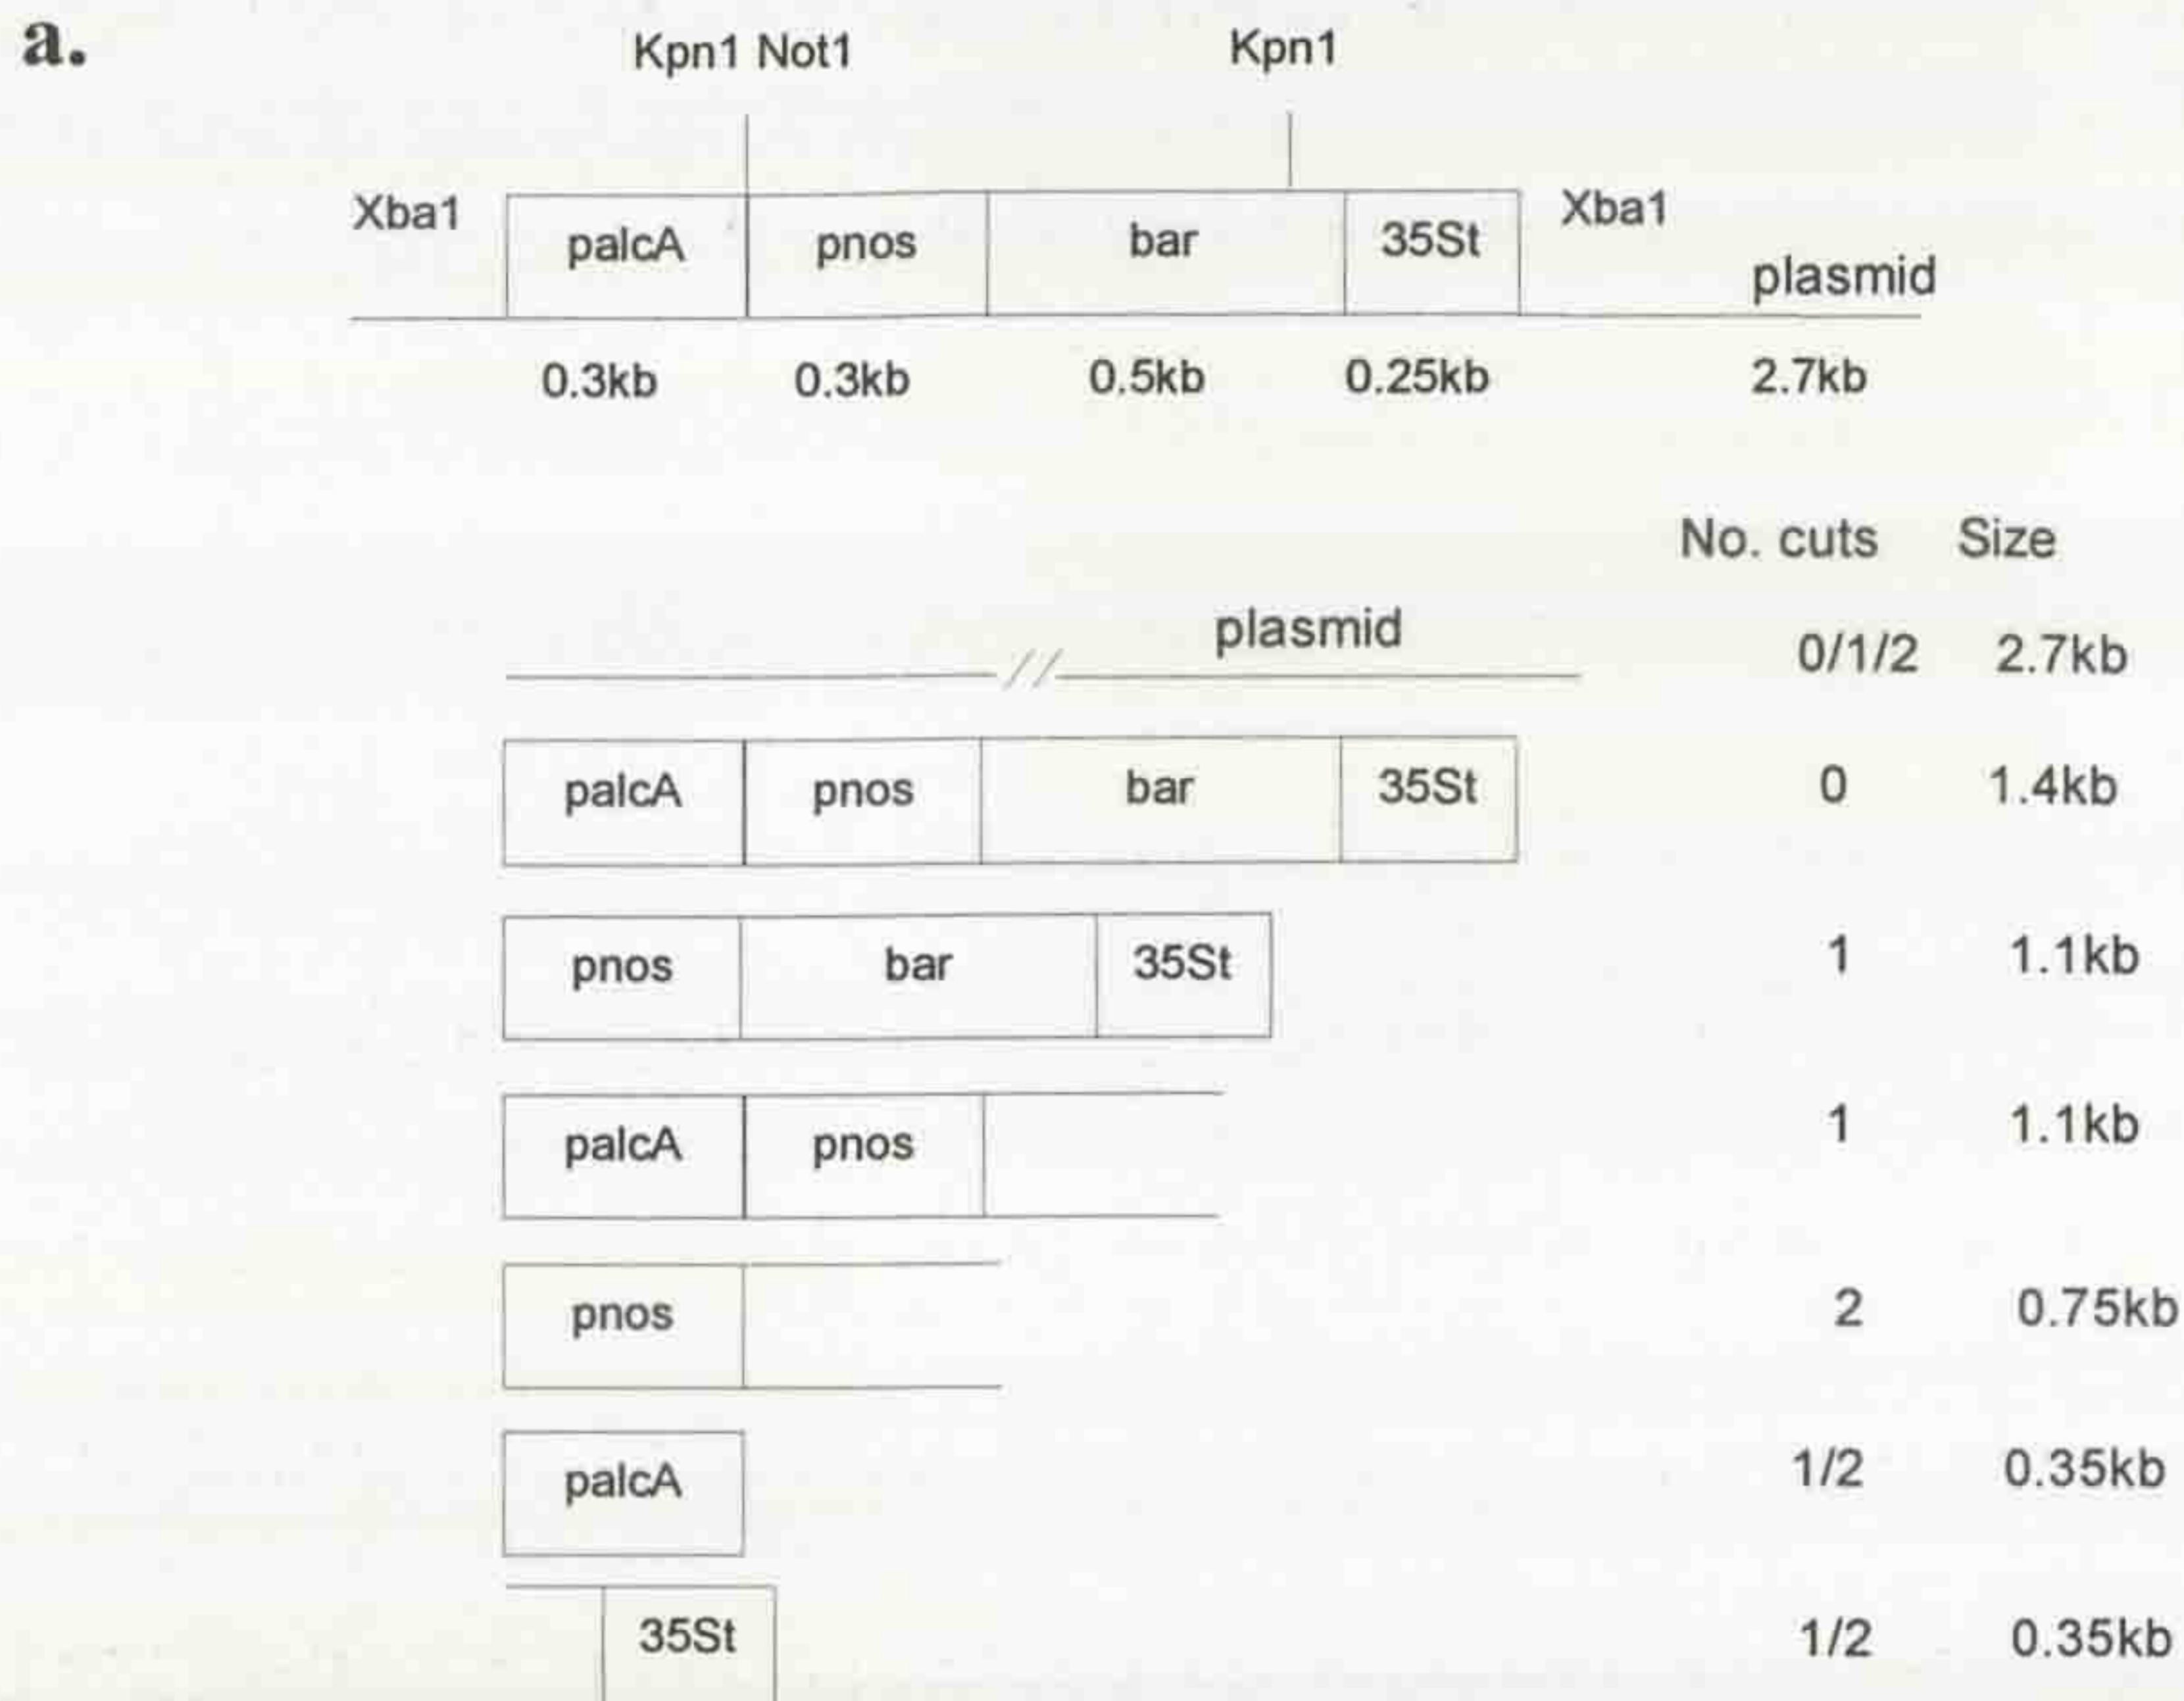 a.
Kpn1 Not1 Kpn1
Xba1 palcA pnos bar 35St Xba1
plasmid
0.3kb 0.3kb 0.5kb 0.25kb 2.7kb
No. cuts Size
plasmid 0/1/2 2.7kb
palcA pnos bar 35St 0 1.4kb
pnos bar 35St 1 1.1kb
palcA pnos 1 1.1kb
pnos 2 0.75kb
palcA 1/2 0.35kb
35St 1/2 0.35kb